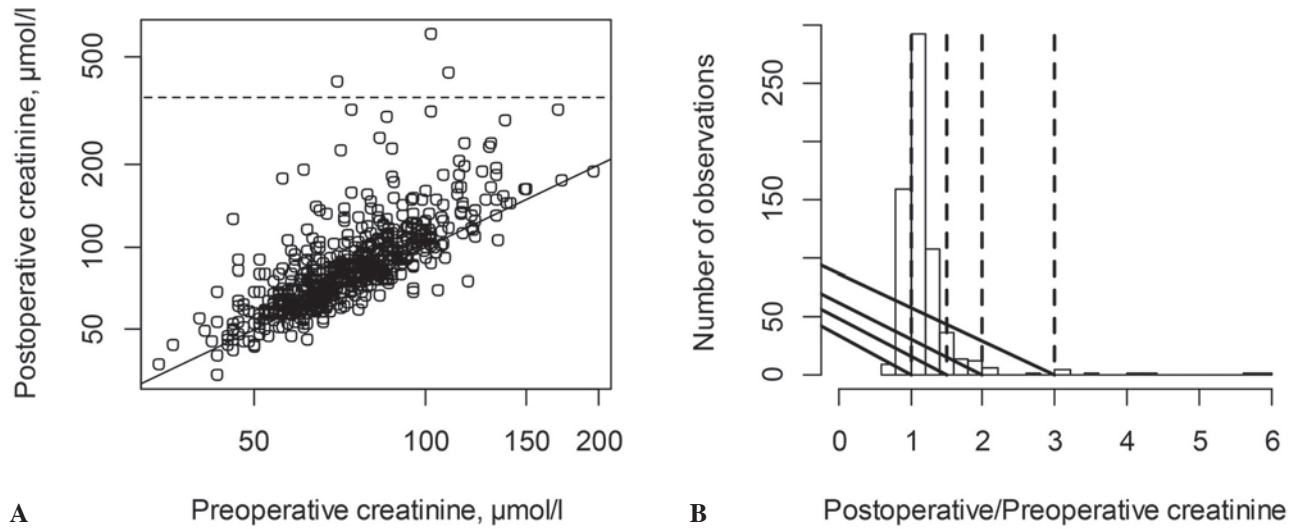 500
200
100
50
Postoperative creatinine, µmol/l
50 100 150 200
Preoperative creatinine, µmol/l
A
250
150
50
0
Number of observations
0 1 2 3 4 5 6
Postoperative/Preoperative creatinine
B